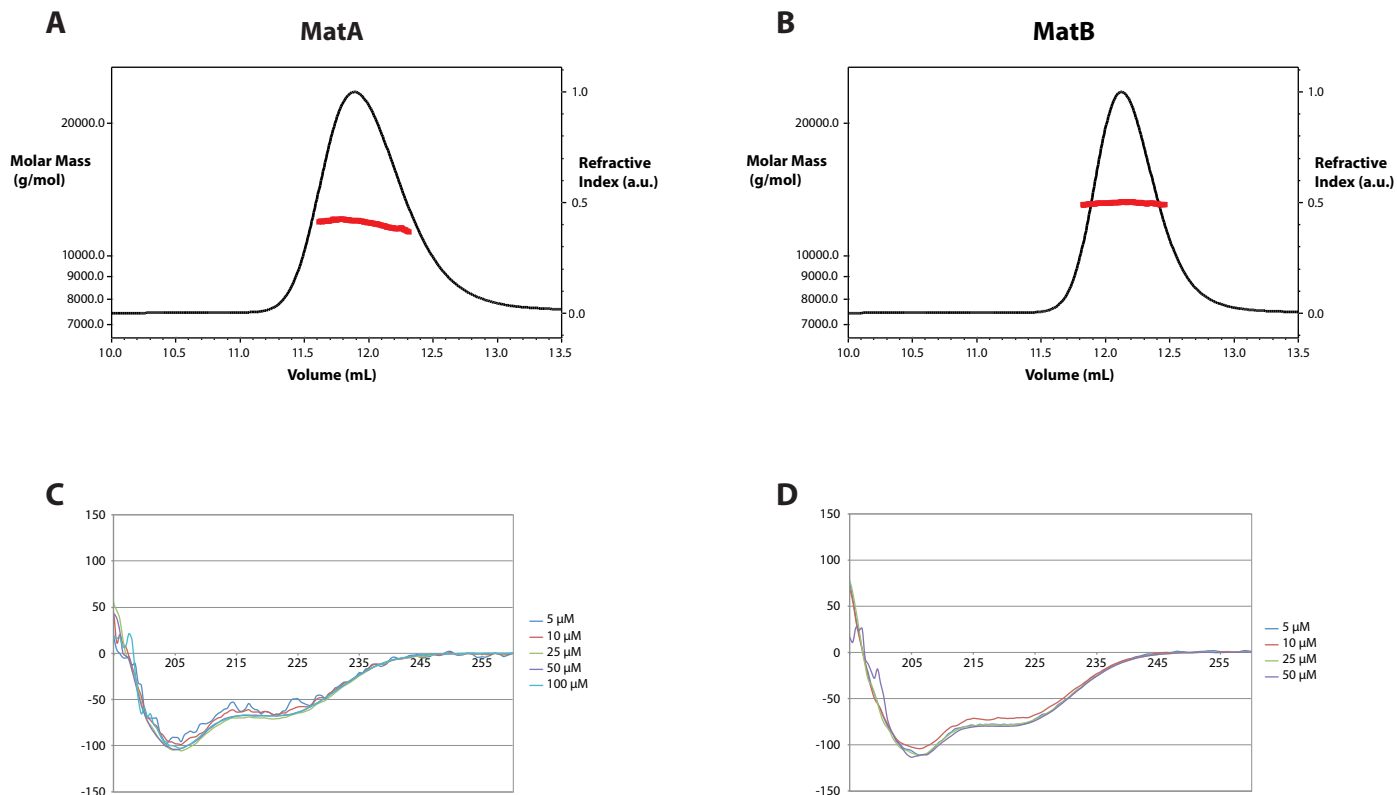 A
MatA
Molar Mass
(g/mol)
20000.0
10000.0
9000.0
8000.0
7000.0
1.0
0.5
0.0
Refractive
Index (a.u.)
10.0 10.5 11.0 11.5 12.0 12.5 13.0 13.5
Volume (mL)
B
MatB
Molar Mass
(g/mol)
20000.0
10000.0
9000.0
8000.0
7000.0
1.0
0.5
0.0
Refractive
Index (a.u.)
10.0 10.5 11.0 11.5 12.0 12.5 13.0 13.5
Volume (mL)
C
150
100
50
0
-50
-100
-150
205 215 225 235 245 255
5 µM
10 µM
25 µM
50 µM
100 µM
D
150
100
50
0
-50
-100
-150
205 215 225 235 245 255
5 µM
10 µM
25 µM
50 µM